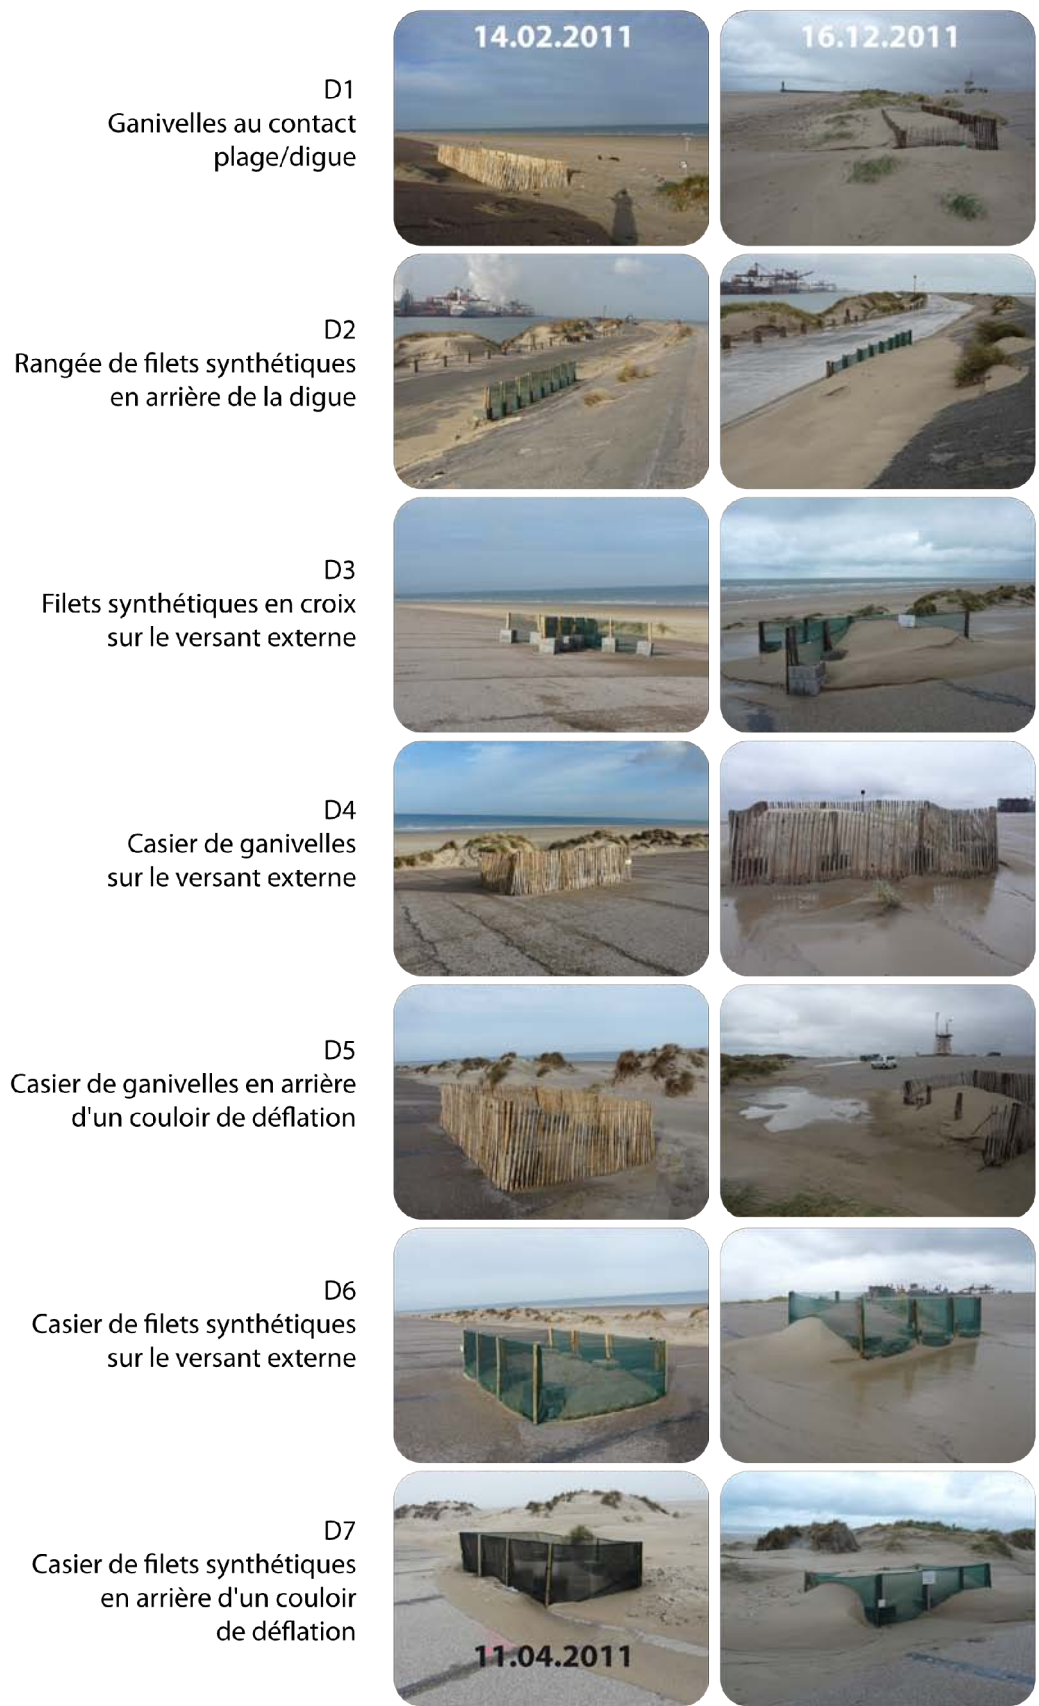 14.02.2011
16.12.2011
D1
Ganivelles au contact
plage/digue
D2
Rangée de filets synthétiques
en arrière de la digue
D3
Filets synthétiques en croix
sur le versant externe
D4
Casier de ganivelles
sur le versant externe
D5
Casier de ganivelles en arrière
d'un couloir de déflation
D6
Casier de filets synthétiques
sur le versant externe
D7
Casier de filets synthétiques
en arrière d'un couloir
de déflation
11.04.2011